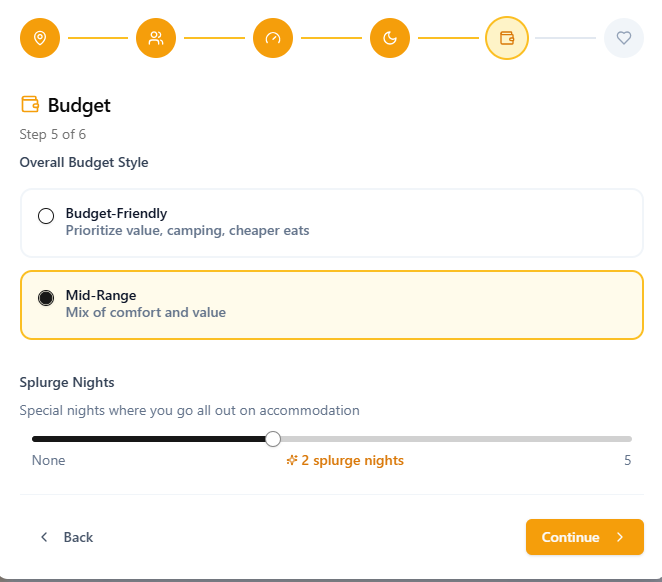 Budget
Step 5 of 6
Overall Budget Style
Budget-Friendly
Prioritize value, camping, cheaper eats
Mid-Range
Mix of comfort and value
Splurge Nights
Special nights where you go all out on accommodation
None
2 splurge nights
5
Back
Continue